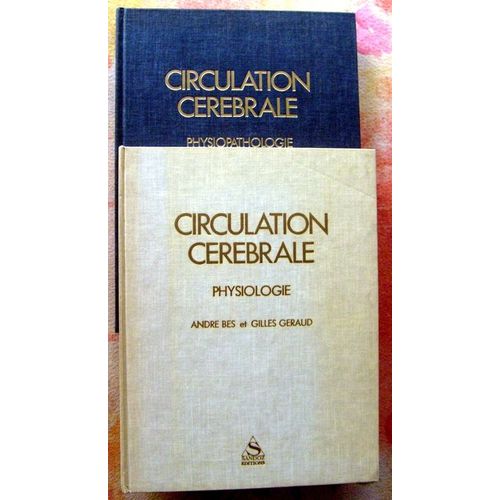 CIRCULATION
CEREBRALE
PHYSIOPATHOLOGIE
CIRCULATION
CEREBRALE
PHYSIOLOGIE
ANDRE BES et GILLES GERAUD
SANDOZ
EDITIONS